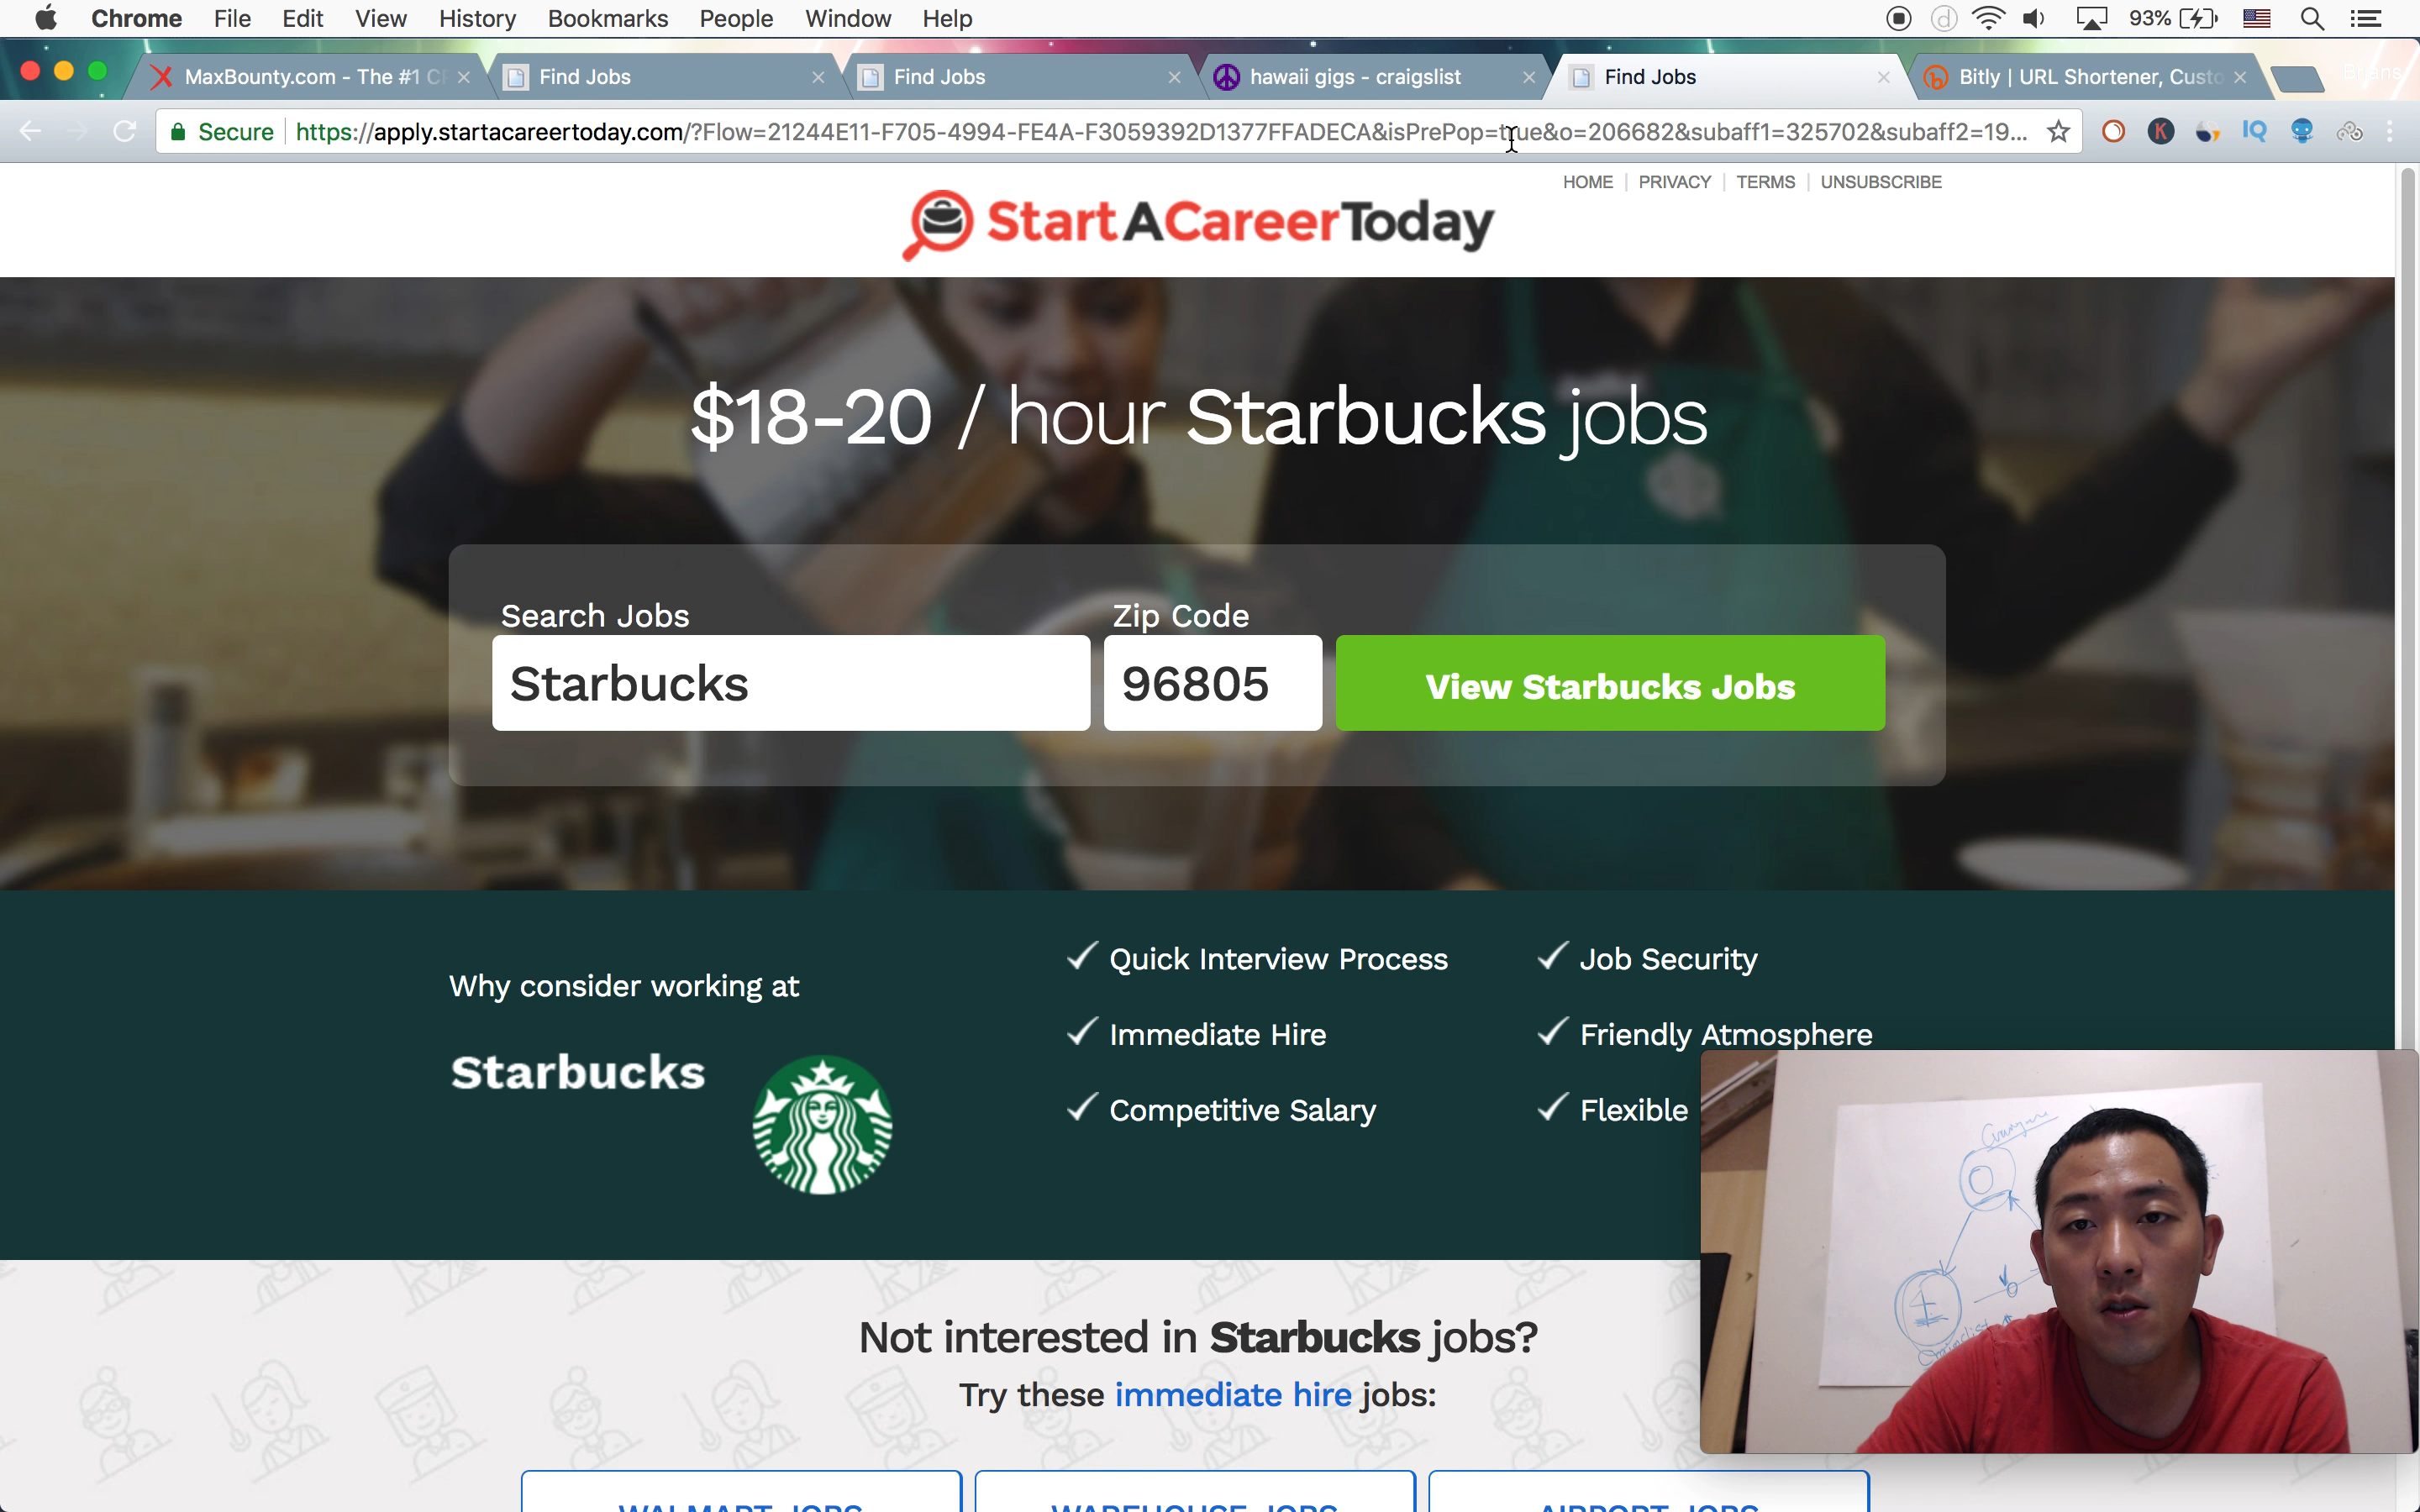 Chrome File Edit View History Bookmarks People Window Help 93%
MaxBounty.com - The #1 C
Find Jobs
Find Jobs
hawaii gigs - craigslist
Find Jobs
Bitly | URL Shortener, Custo
Secure https://apply.startacareertoday.com/?Flow=21244E11-F705-4994-FE4A-F3059392D1377FFADECA&isPrePop=true&o=206682&subaff1=325702&subaff2=19...
HOME PRIVACY TERMS UNSUBSCRIBE
StartACareerToday
$18-20 / hour Starbucks jobs
Search Jobs Zip Code
Starbucks 96805 View Starbucks Jobs
Why consider working at
Starbucks
Quick Interview Process Job Security
Immediate Hire Friendly Atmosphere
Competitive Salary Flexible
Not interested in Starbucks jobs?
Try these immediate hire jobs:
WALMART JOBS WAREHOUSE JOBS AIRPORT JOBS